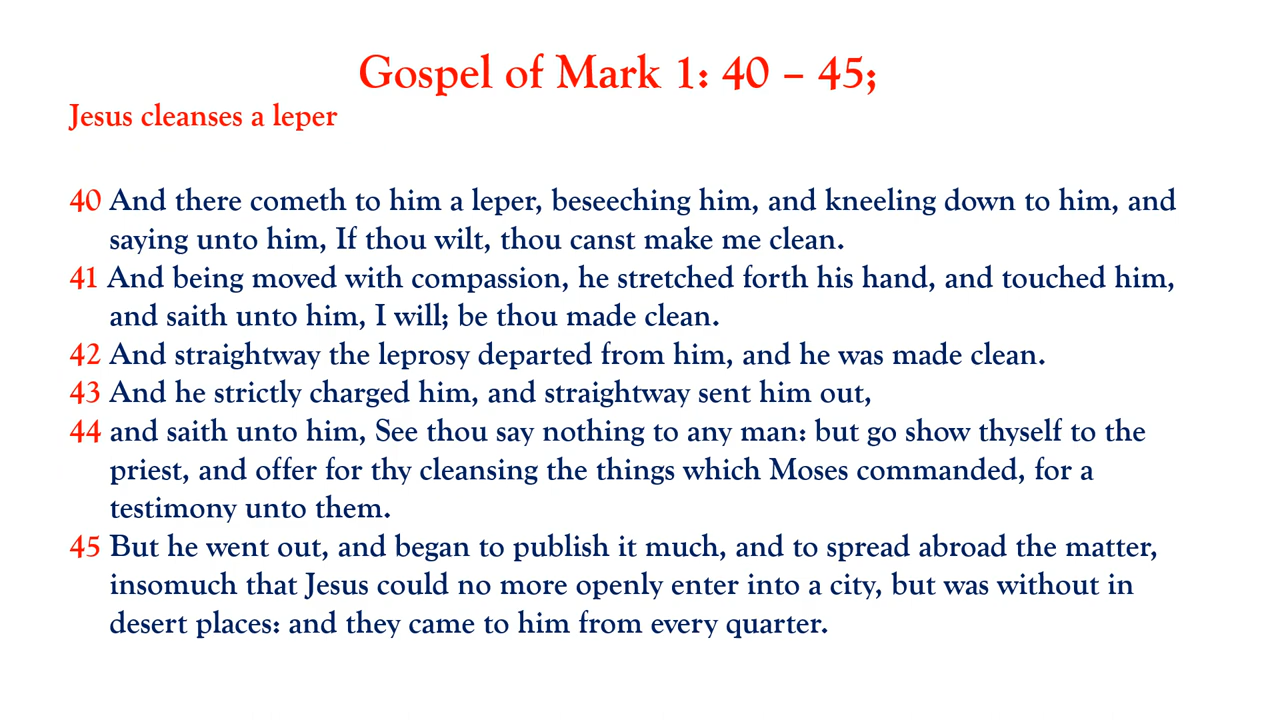 Gospel of Mark 1: 40 – 45;
Jesus cleanses a leper
40 And there cometh to him a leper, beseeching him, and kneeling down to him, and
saying unto him, If thou wilt, thou canst make me clean.
41 And being moved with compassion, he stretched forth his hand, and touched him,
and saith unto him, I will; be thou made clean.
42 And straightway the leprosy departed from him, and he was made clean.
43 And he strictly charged him, and straightway sent him out,
44 and saith unto him, See thou say nothing to any man: but go show thyself to the
priest, and offer for thy cleansing the things which Moses commanded, for a
testimony unto them.
45 But he went out, and began to publish it much, and to spread abroad the matter,
insomuch that Jesus could no more openly enter into a city, but was without in
desert places: and they came to him from every quarter.